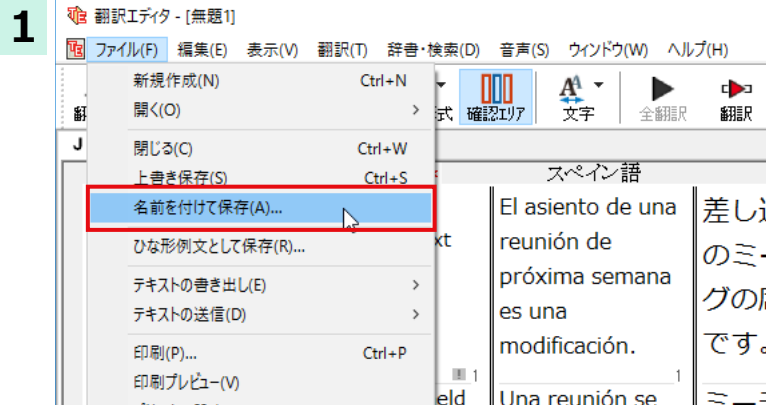 1
翻訳エディタ - [無題1]
ファイル(F) 編集(E) 表示(V) 翻訳(T) 辞書・検索(D) 音声(S) ウィンドウ(W) ヘルプ(H)
新規作成(N) Ctrl+N
開く(O)
閉じる(C) Ctrl+W
上書き保存(S) Ctrl+S
名前を付けて保存(A)...
ひな形例文として保存(R)...
テキストの書き出し(E)
テキストの送信(D)
印刷(P)... Ctrl+P
印刷プレビュー(V)
式 確認エリア 文字 全翻訳 翻訳
J
スペイン語
El asiento de una
reunión de
próxima semana
es una
modificación.
1
Una reunión se
xt
1
eld
差し
のミー
グの
です。